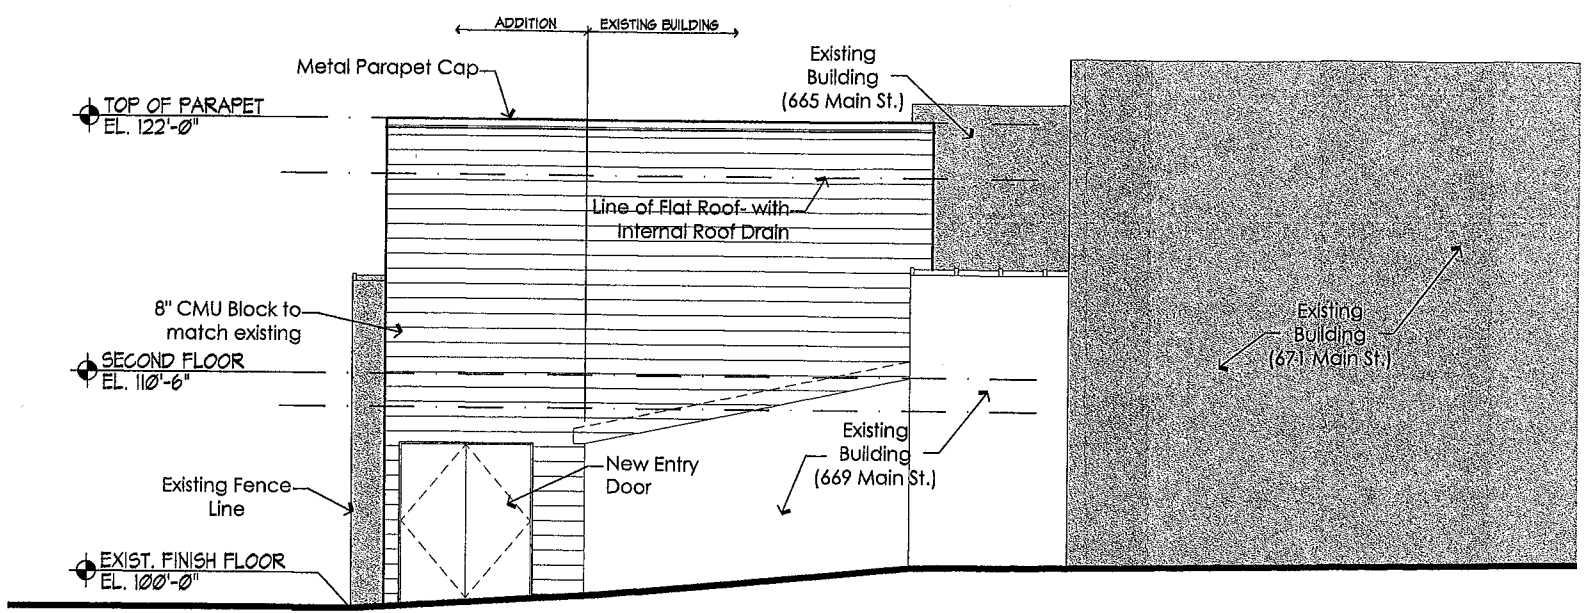 ADDITION
EXISTING BUILDING
Metal Parapet Cap
Existing
Building
(665 Main St.)
TOP OF PARAPET
EL. 122'-0"
Line of Flat Roof- with
Internal Roof Drain
8" CMU Block to
match existing
Existing
Building
(671 Main St.)
SECOND FLOOR
EL. 110'-6"
Existing
Building
(669 Main St.)
New Entry
Door
Existing Fence
Line
EXIST. FINISH FLOOR
EL. 100'-0"